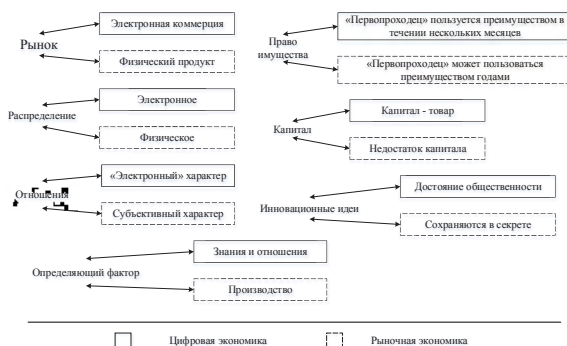 Рынок
Электронная коммерция
Физический продукт
Распределение
Электронное
Физическое
Отношения
«Электронный» характер
Субъективный характер
Определяющий фактор
Знания и отношения
Производство
Право
имущества
«Первопроходец» пользуется преимуществом в
течении нескольких месяцев
«Первопроходец» может пользоваться
преимуществом годами
Капитал
Капитал - товар
Недостаток капитала
Инновационные идеи
Достояние общественности
Сохраняются в секрете
Цифровая экономика
Рыночная экономика